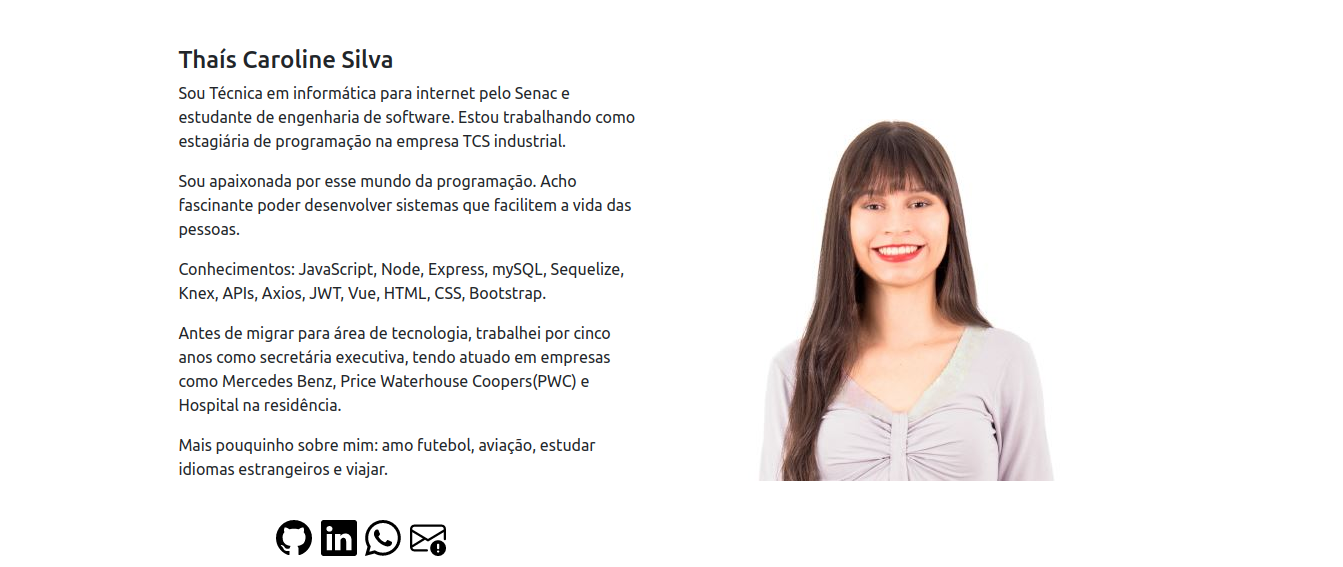 Thaís Caroline Silva
Sou Técnica em informática para internet pelo Senac e
estudante de engenharia de software. Estou trabalhando como
estagiária de programação na empresa TCS industrial.
Sou apaixonada por esse mundo da programação. Acho
fascinante poder desenvolver sistemas que facilitem a vida das
pessoas.
Conhecimentos: JavaScript, Node, Express, mySQL, Sequelize,
Knex, APIs, Axios, JWT, Vue, HTML, CSS, Bootstrap.
Antes de migrar para área de tecnologia, trabalhei por cinco
anos como secretária executiva, tendo atuado em empresas
como Mercedes Benz, Price Waterhouse Coopers(PWC) e
Hospital na residência.
Mais pouquinho sobre mim: amo futebol, aviação, estudar
idiomas estrangeiros e viajar.